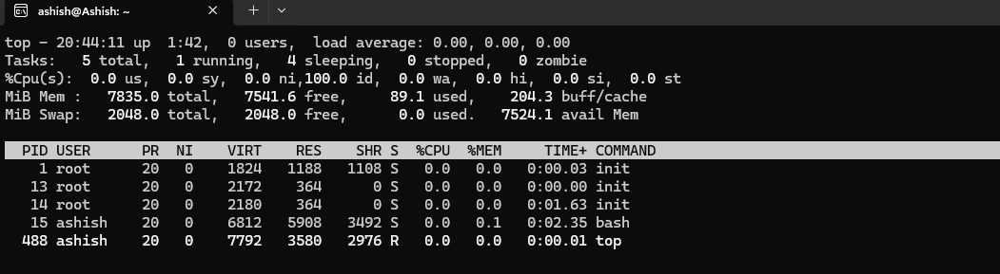 ashish@Ashish: ~
top - 20:44:11 up  1:42,  0 users,  load average: 0.00, 0.00, 0.00
Tasks:   5 total,   1 running,   4 sleeping,   0 stopped,   0 zombie
%Cpu(s):  0.0 us,  0.0 sy,  0.0 ni,100.0 id,  0.0 wa,  0.0 hi,  0.0 si,  0.0 st
MiB Mem :   7835.0 total,   7541.6 free,     89.1 used,    204.3 buff/cache
MiB Swap:   2048.0 total,   2048.0 free,      0.0 used.   7524.1 avail Mem
  PID USER      PR  NI    VIRT    RES    SHR S  %CPU  %MEM     TIME+ COMMAND
    1 root      20   0    1824   1188   1108 S   0.0   0.0   0:00.03 init
   13 root      20   0    2172    364      0 S   0.0   0.0   0:00.00 init
   14 root      20   0    2180    364      0 S   0.0   0.0   0:01.63 init
   15 ashish    20   0    6812   5908   3492 S   0.0   0.1   0:02.35 bash
  488 ashish    20   0    7792   3580   2976 R   0.0   0.0   0:00.01 top